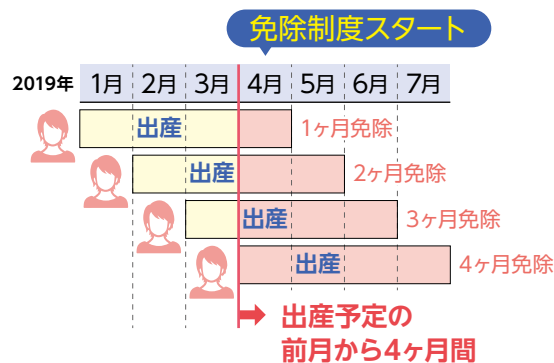 免除制度スタート
2019年 1月 2月 3月 4月 5月 6月 7月
出産 1ヶ月免除
出産 2ヶ月免除
出産 3ヶ月免除
出産 4ヶ月免除
出産予定の
前月から4ヶ月間